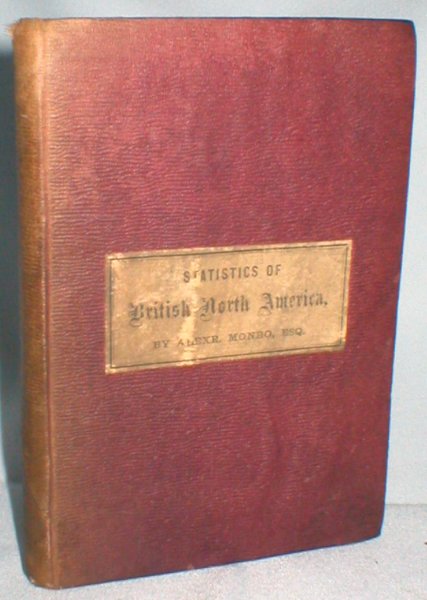 STATISTICS OF
British North America,
BY ALEXR. MONRO, ESQ.